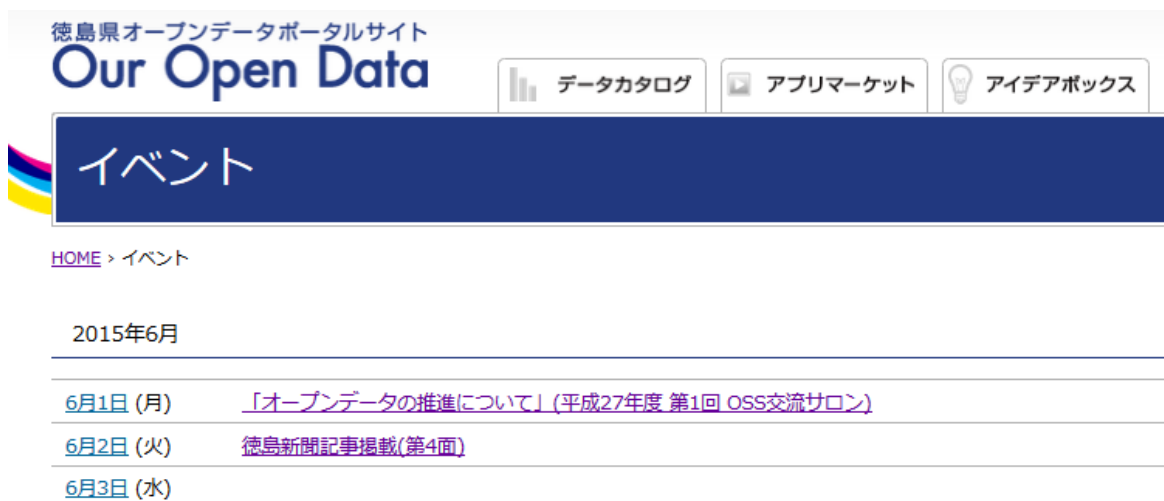 徳島県オープンデータポータルサイト
Our Open Data
データカタログ アプリマーケット アイデアボックス
イベント
HOME › イベント
2015年6月
6月1日 (月) 「オープンデータの推進について」(平成27年度 第1回 OSS交流サロン)
6月2日 (火) 徳島新聞記事掲載(第4面)
6月3日 (水)